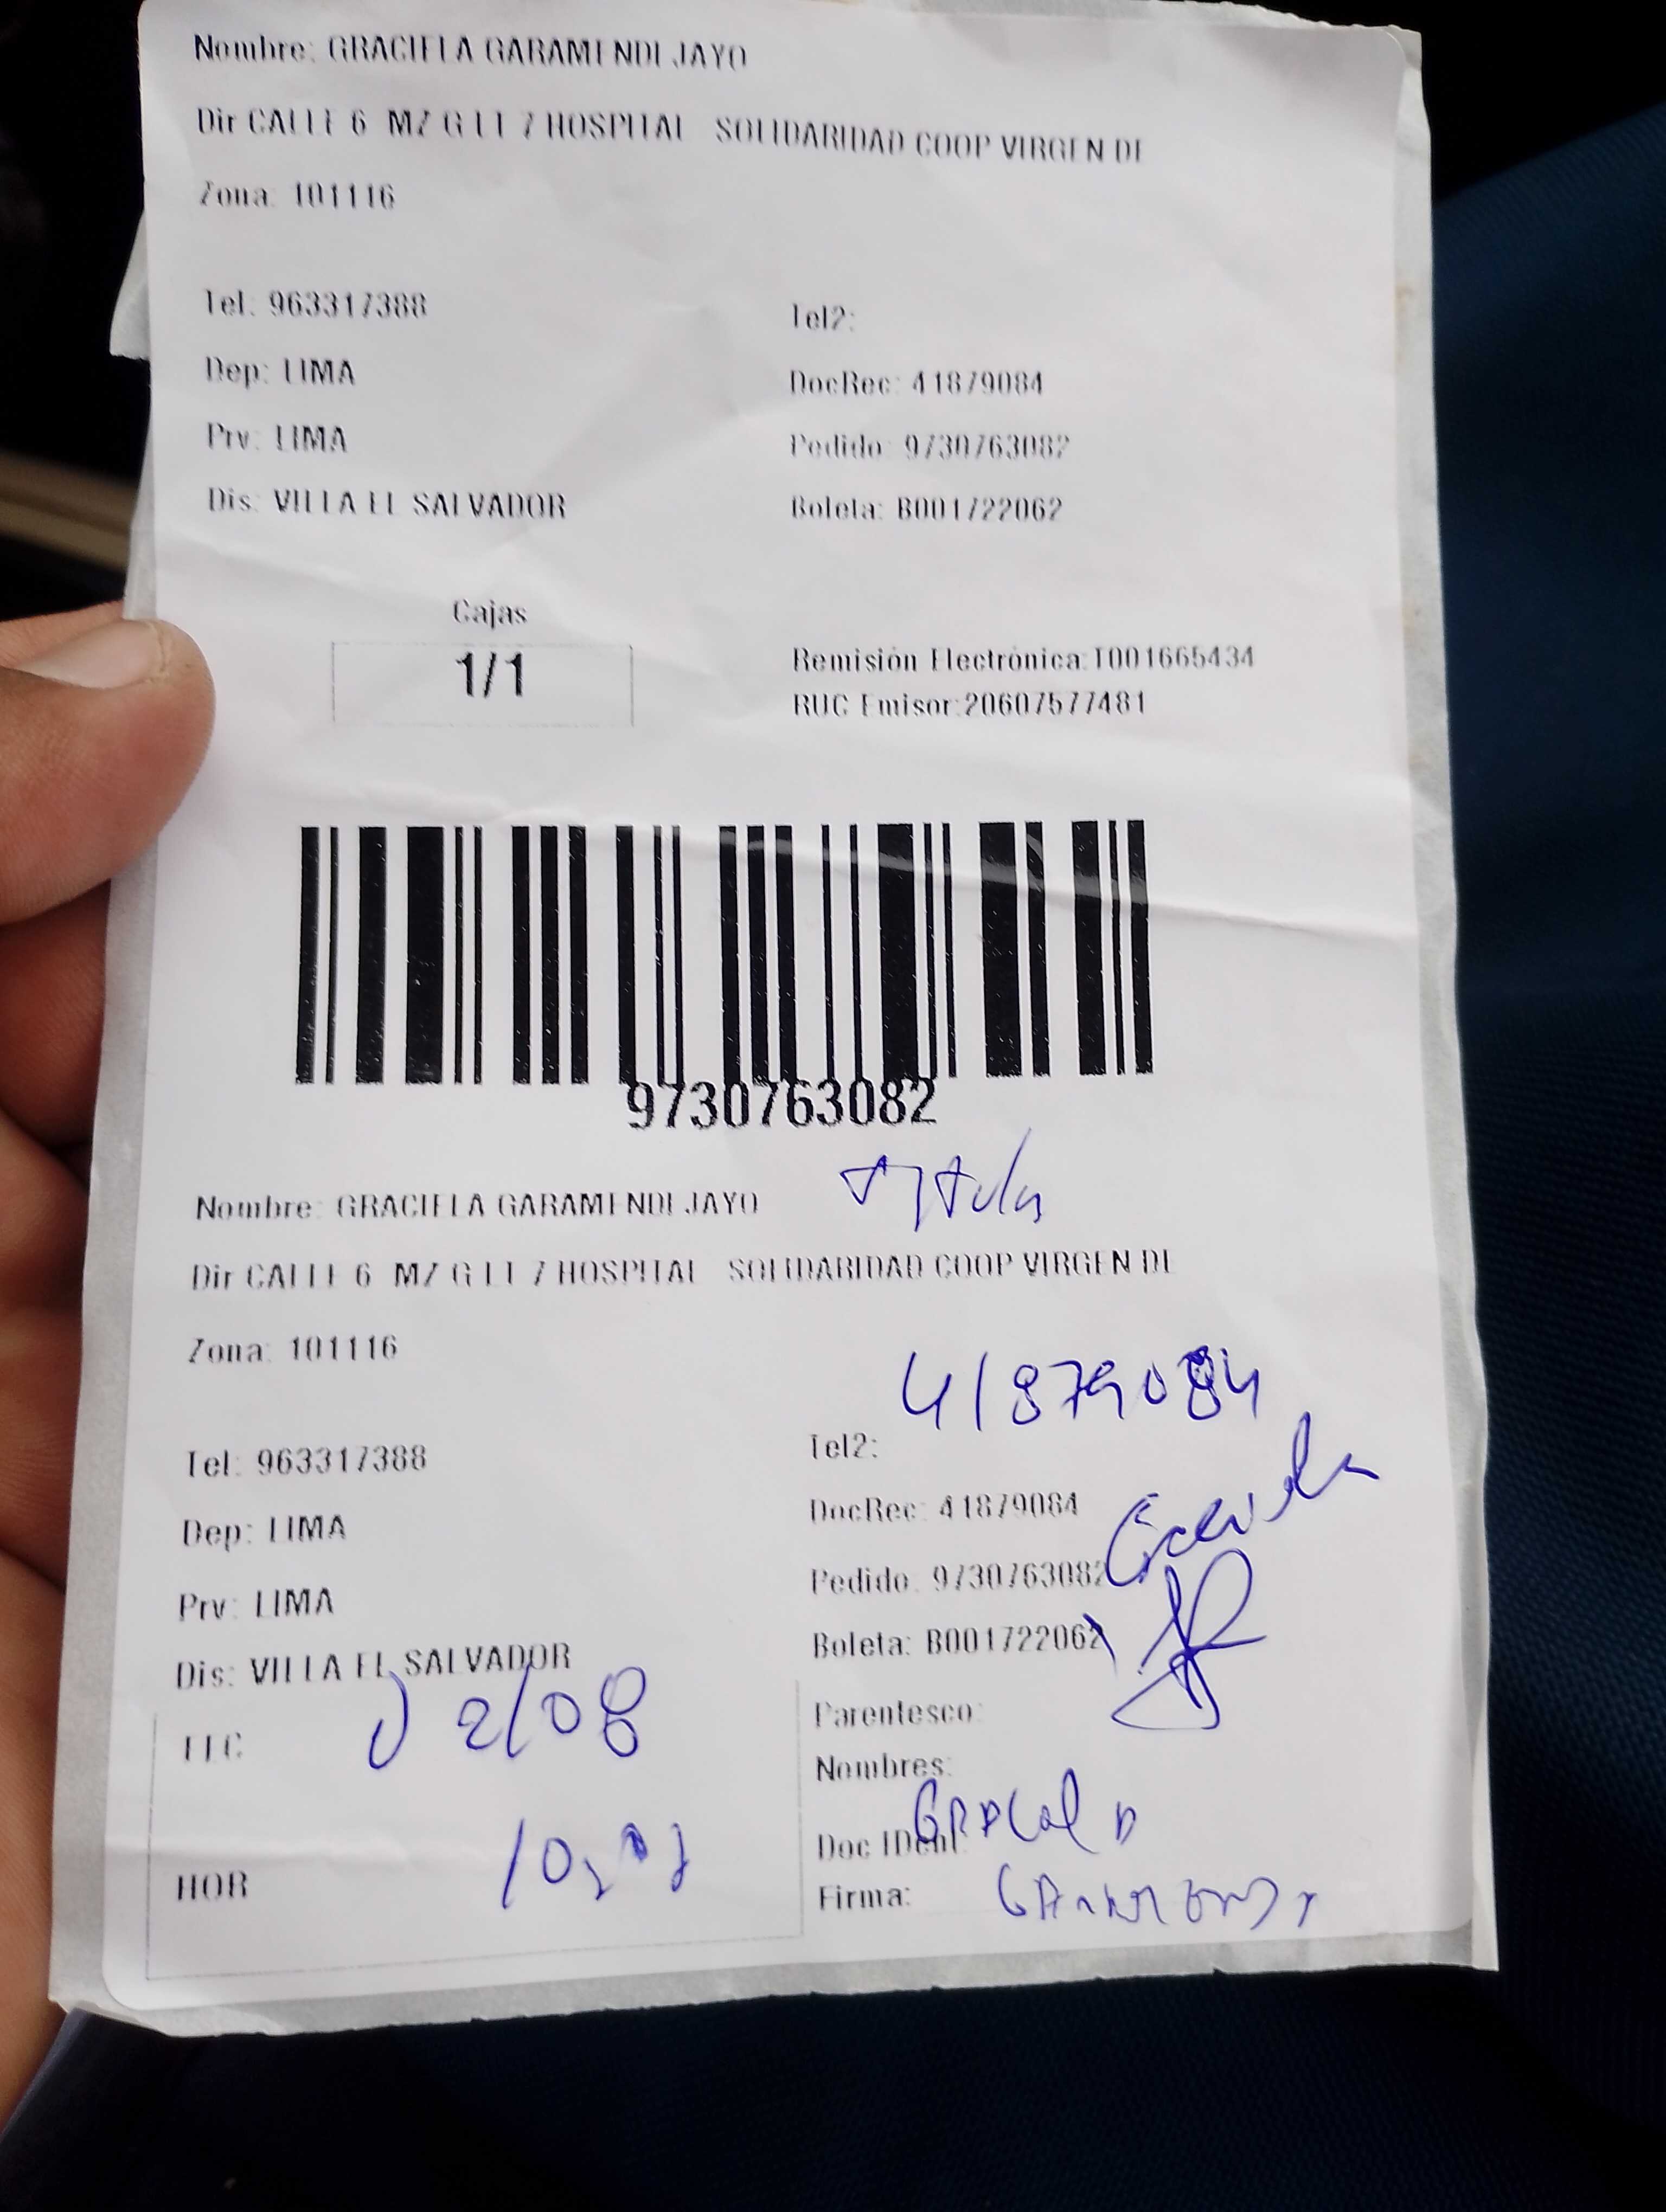 Nombre: GRACIELA GARAMENDI JAYO
Dir CALLE 6 MZ G LT 7 HOSPITAL SOLIDARIDAD COOP VIRGEN DE
Zona: 101116
Tel: 963317388 Tel2:
Dep: LIMA DocRec: 41879084
Prv: LIMA Pedido: 9730763082
Dis: VILLA EL SALVADOR Boleta: B001722062
Cajas
1/1
Remisión Electrónica:T001665434
RUC Emisor:20607577481
9730763082
Nombre: GRACIELA GARAMENDI JAYO
Dir CALLE 6 MZ G LT 7 HOSPITAL SOLIDARIDAD COOP VIRGEN DE
Zona: 101116
41879084
Tel: 963317388 Tel2:
Dep: LIMA DocRec: 41879084
Graciela
Prv: LIMA Pedido: 9730763082
Dis: VILLA EL SALVADOR Boleta: B001722062
FEC 02/08
Parentesco:
Nombres:
Doc IDent:
HOR
Firma: